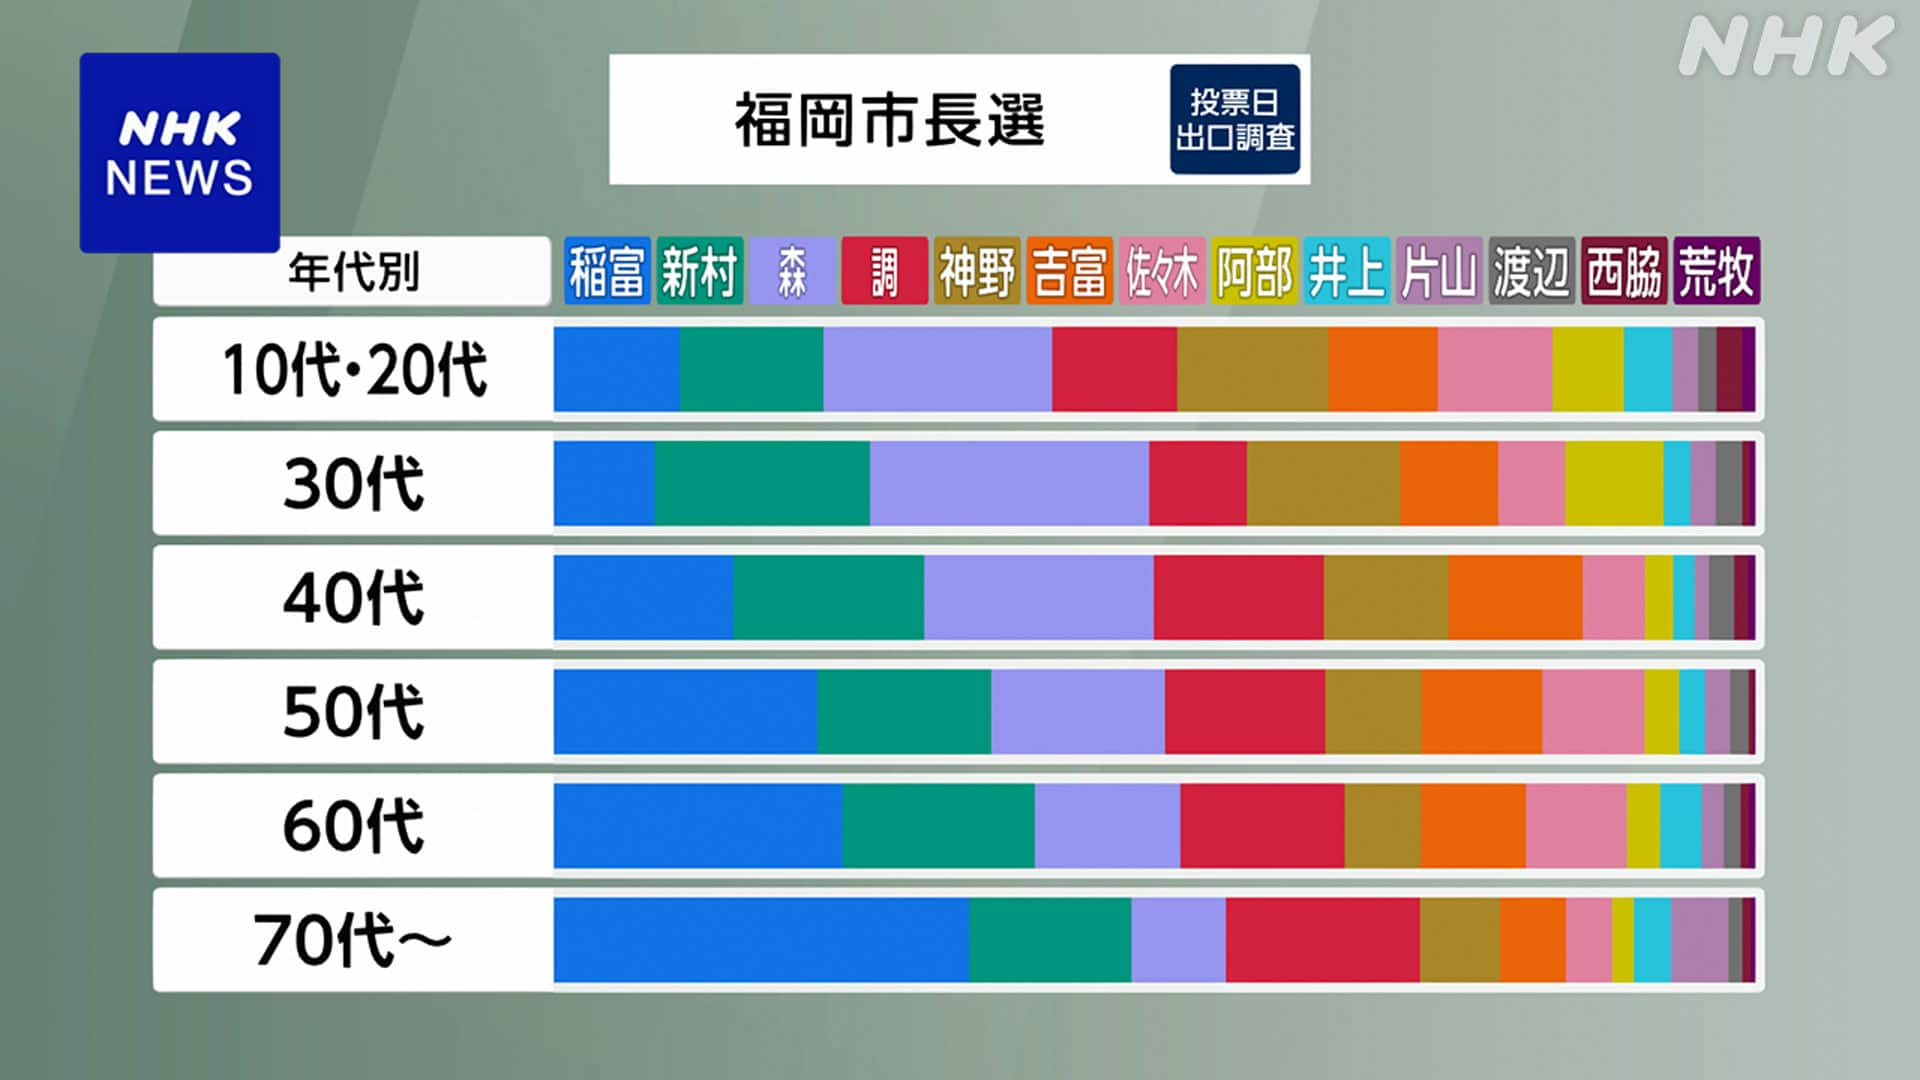 NHK
NHK
NEWS
福岡市長選
投票日
出口調査
年代別
稲富 新村 森 調 神野 吉富 佐々木 阿部 井上 片山 渡辺 西脇 荒牧
10代・20代
30代
40代
50代
60代
70代～